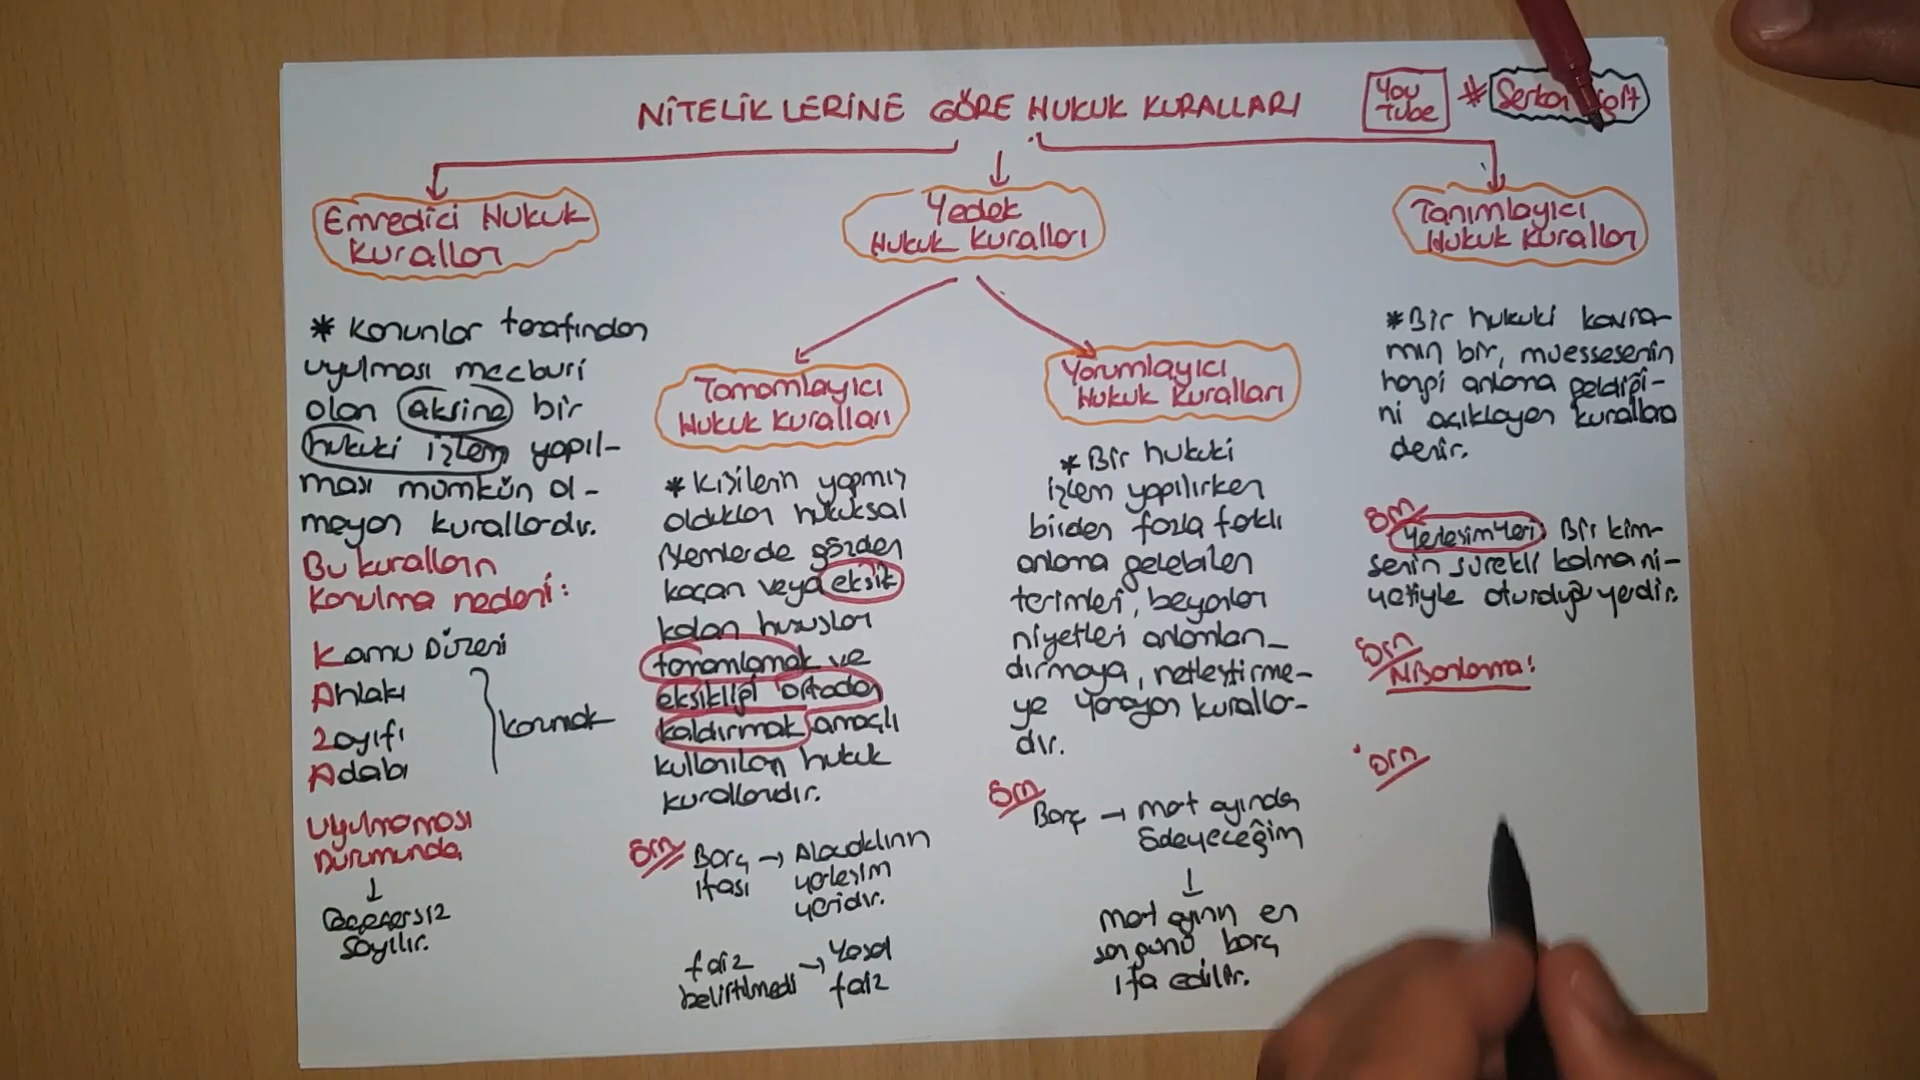 NİTELİKLERİNE GÖRE HUKUK KURALLARI
You
Tube
*
Emredici Hukuk
Kuralları
* Kanunlar tarafından
uyulması mecburi
olan aksine bir
hukuki işlem yapıl-
ması mümkün ol-
mayan kurallardır.
Bu kuralların
Konulma nedeni:
Kamu Düzeni
Ahlakı
Zayıfı
Adabı
korumak
Uyulmaması
Durumunda
Geçersiz
Sayılır.
Yedek
Hukuk Kuralları
Tamamlayıcı
Hukuk Kuralları
* Kişilerin yapmış
oldukları hukuksal
işlemlerde gözden
kaçan veya eksik
kalan hususları
tamamlamak ve
eksikliği ortadan
kaldırmak amaçlı
kullanılan hukuk
kurallarıdır.
Örn
Borç → Alacaklının
ifası yerleşim
yeridir.
faiz → Yasal
belirtilmedi faiz
Yorumlayıcı
Hukuk Kuralları
* Bir hukuki
işlem yapılırken
birden fazla farklı
anlama gelebilen
terimleri, beyanları
niyetleri anlamlan-
dırmaya, netleştirme-
ye yarayan kurallar-
dır.
Örn
Borç → mart ayında
ödeyeceğim
mart ayının en
son günü borç
ifa edilir.
Tanımlayıcı
Hukuk Kuralları
* Bir hukuki kavra-
mın bir, muessesenin
hangi anlama geldiği-
ni açıklayan kurallara
denir.
Örn
Yerleşim Yeri Bir kim-
senin sürekli kalma ni-
yetiyle oturduğu yerdir.
Örn
Nişanlanma:
Örn